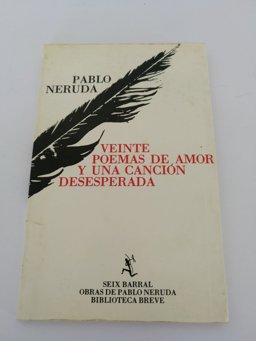 PABLO
NERUDA
VEINTE
POEMAS DE AMOR
Y UNA CANCIÓN
DESESPERADA
SEIX BARRAL
OBRAS DE PABLO NERUDA
BIBLIOTECA BREVE